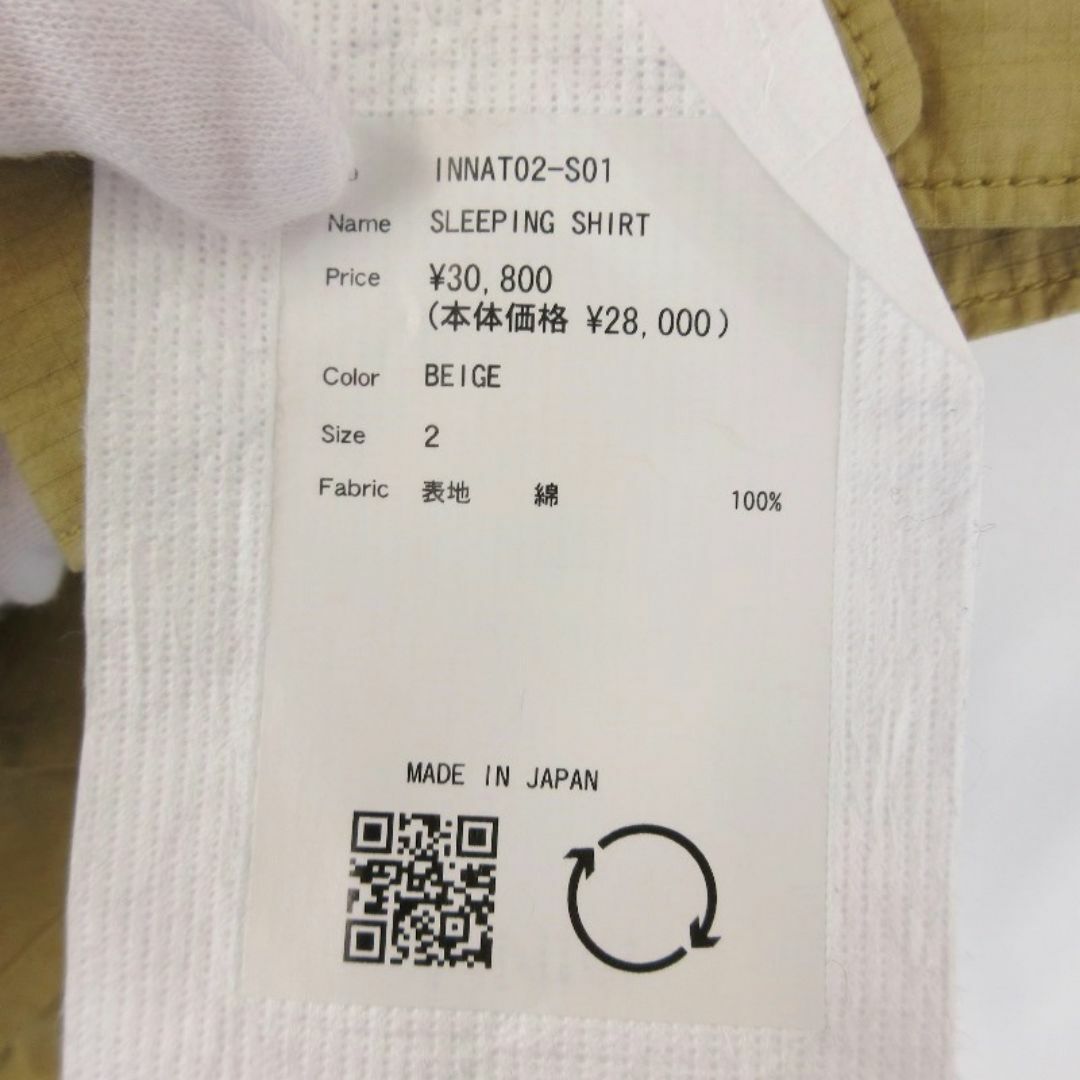 INNAT02-S01
Name SLEEPING SHIRT
Price ¥30,800
(本体価格 ¥28,000)
Color BEIGE
Size 2
Fabric 表地 綿 100%
MADE IN JAPAN